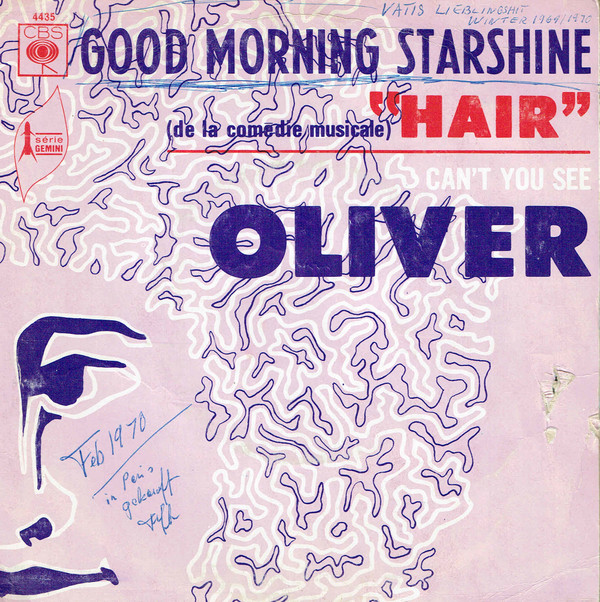 4435
CBS
VATIS LIEBLINGSHIT
WINTER 1969/1970
GOOD MORNING STARSHINE
série
GEMINI
(de la comedie musicale) "HAIR"
CAN'T YOU SEE
OLIVER
Feb 1970
in Paris
gekauft